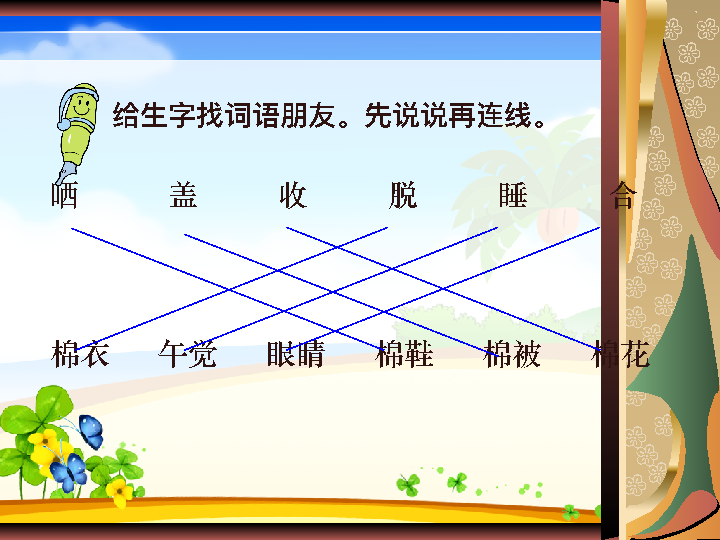 给生字找词语朋友。先说说再连线。
晒 盖 收 脱 睡 合
棉衣 午觉 眼睛 棉鞋 棉被 棉花